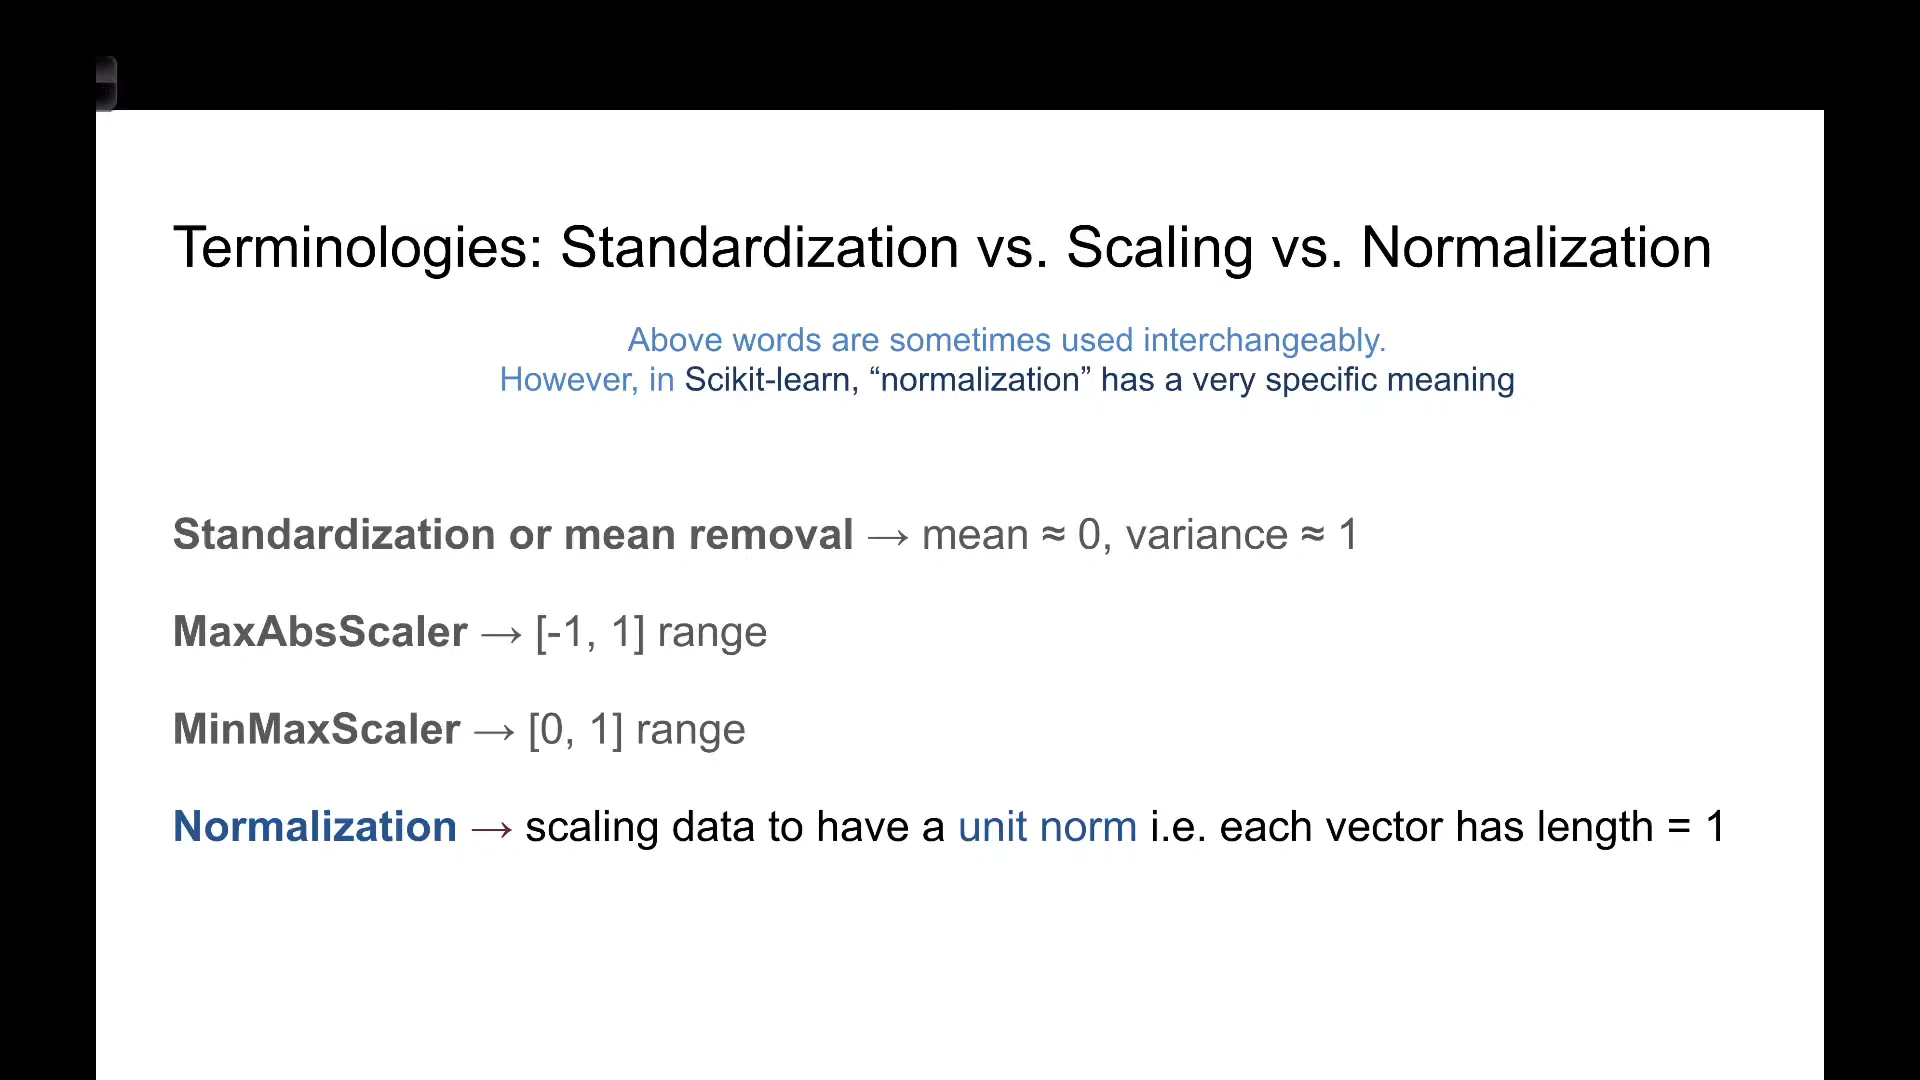 Terminologies: Standardization vs. Scaling vs. Normalization
Above words are sometimes used interchangeably.
However, in Scikit-learn, “normalization” has a very specific meaning
Standardization or mean removal → mean ≈ 0, variance ≈ 1
MaxAbsScaler → [-1, 1] range
MinMaxScaler → [0, 1] range
Normalization → scaling data to have a unit norm i.e. each vector has length = 1